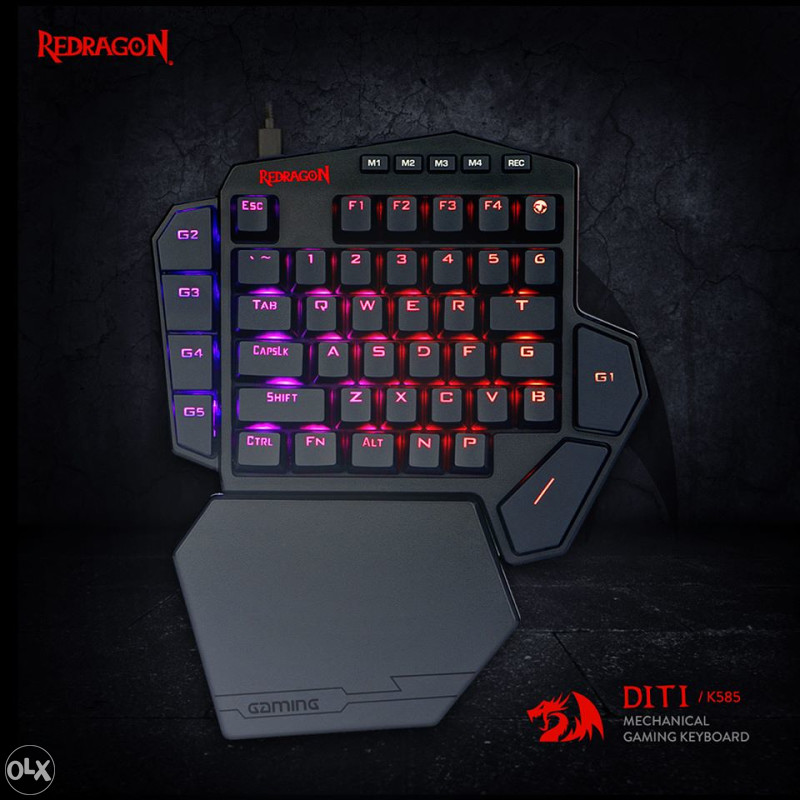 REDRAGON
M1 M2 M3 M4 REC
REDRAGON
Esc F1 F2 F3 F4
G2
` ~ 1 2 3 4 5 6
G3
Tab Q W E R T
G4
CapsLk A S D F G
G1
Shift Z X C V B
G5
Ctrl Fn Alt N P
/
GAMING
DITI / K585
MECHANICAL
GAMING KEYBOARD
OLX